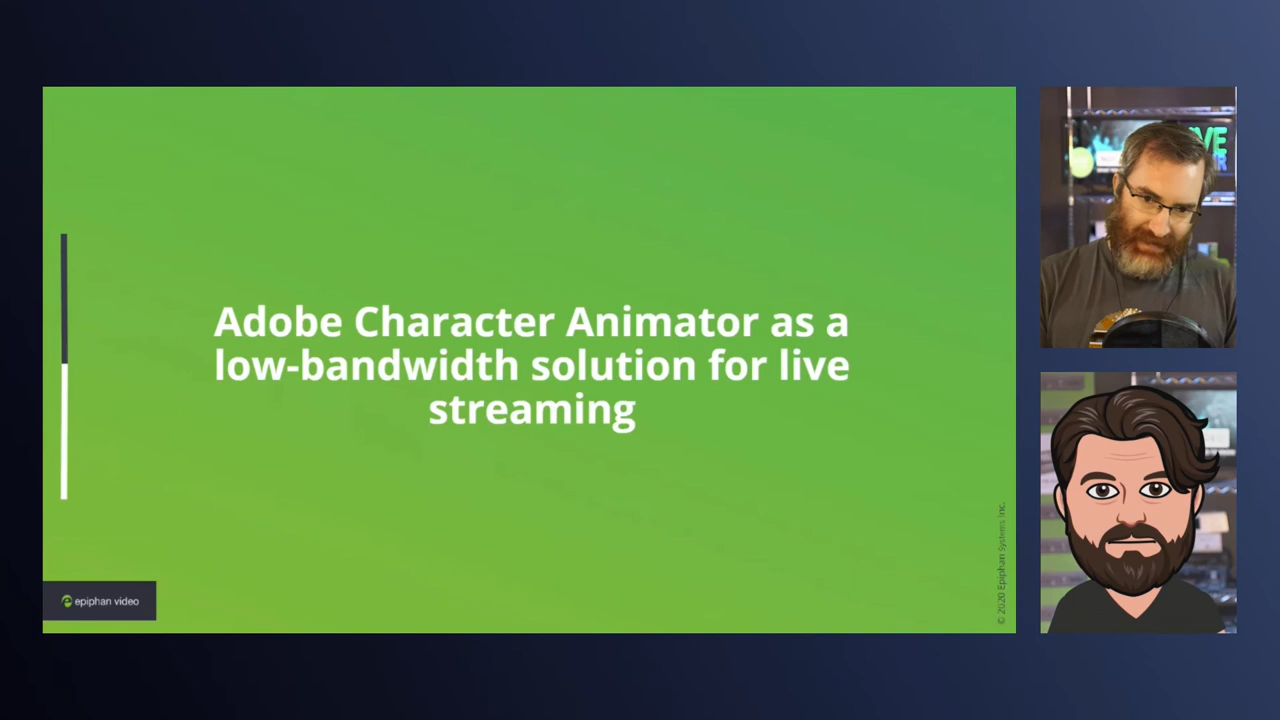 Adobe Character Animator as a
low-bandwidth solution for live
streaming
epiphan video
© 2020 Epiphan Systems Inc.